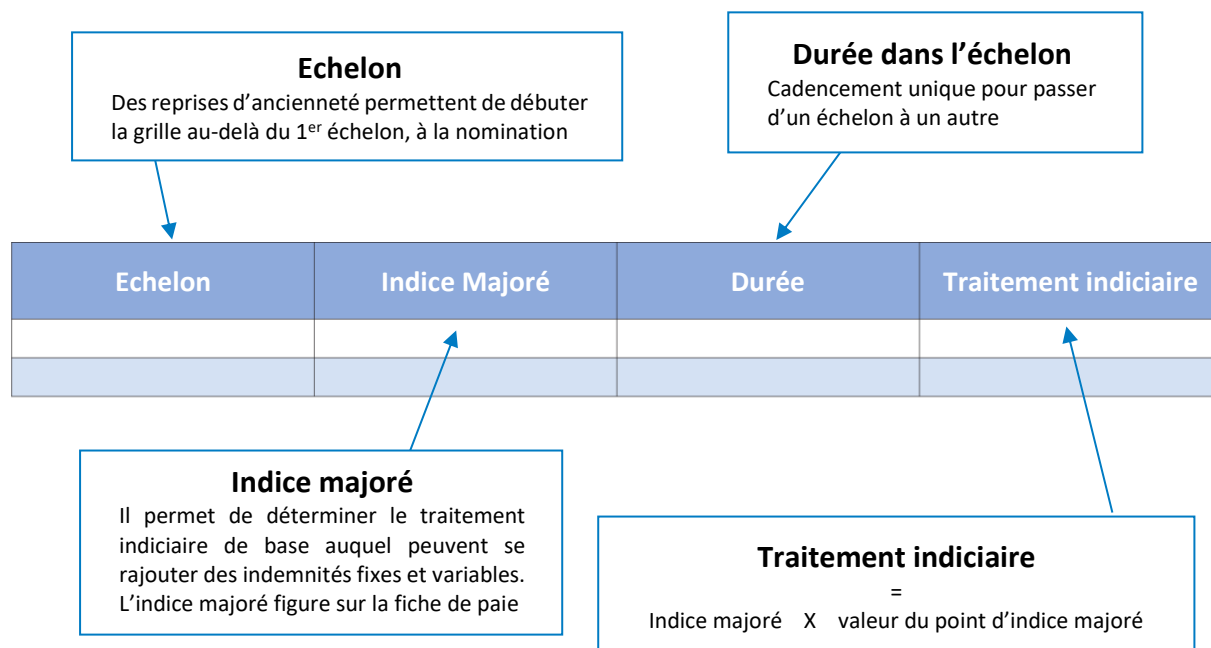 Echelon
Des reprises d’ancienneté permettent de débuter
la grille au-delà du 1er échelon, à la nomination
Durée dans l’échelon
Cadencement unique pour passer
d’un échelon à un autre
Echelon Indice Majoré Durée Traitement indiciaire
Indice majoré
Il permet de déterminer le traitement
indiciaire de base auquel peuvent se
rajouter des indemnités fixes et variables.
L’indice majoré figure sur la fiche de paie
Traitement indiciaire
=
Indice majoré X valeur du point d’indice majoré